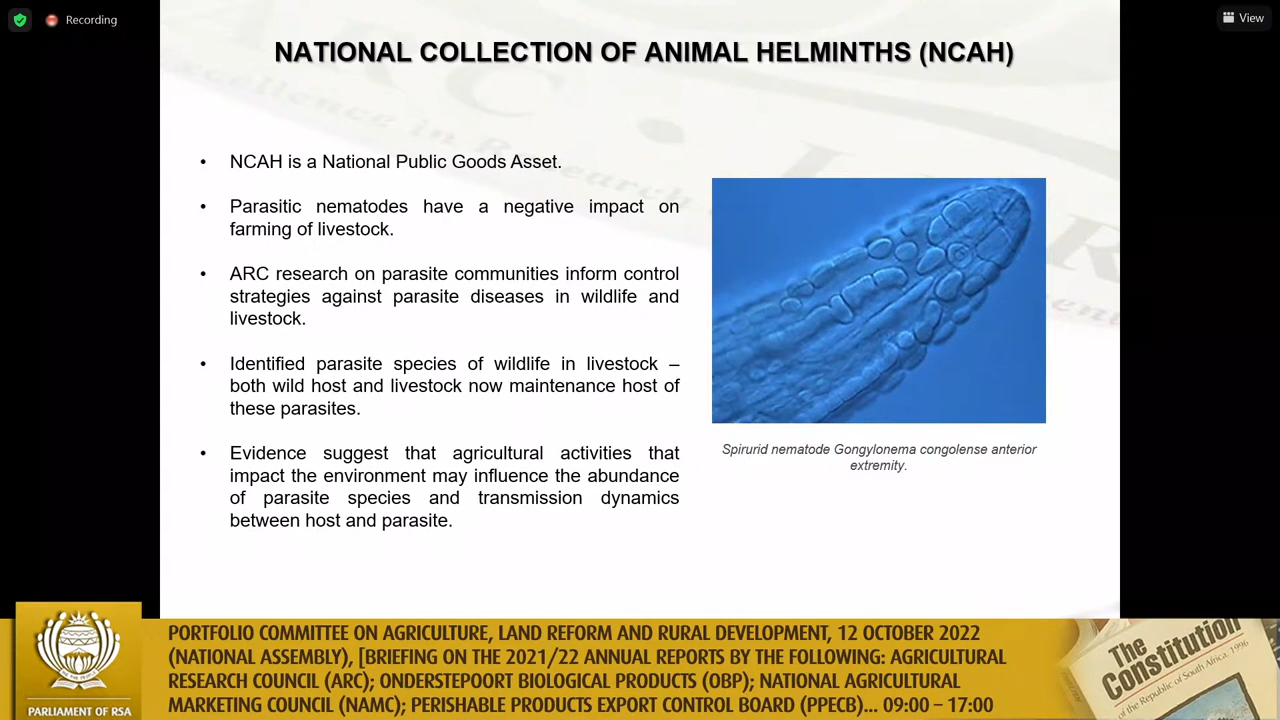 Recording
View
NATIONAL COLLECTION OF ANIMAL HELMINTHS (NCAH)
• NCAH is a National Public Goods Asset.
• Parasitic nematodes have a negative impact on
farming of livestock.
• ARC research on parasite communities inform control
strategies against parasite diseases in wildlife and
livestock.
• Identified parasite species of wildlife in livestock –
both wild host and livestock now maintenance host of
these parasites.
• Evidence suggest that agricultural activities that
impact the environment may influence the abundance
of parasite species and transmission dynamics
between host and parasite.
Spirurid nematode Gongylonema congolense anterior
extremity.
PARLIAMENT OF RSA
PORTFOLIO COMMITTEE ON AGRICULTURE, LAND REFORM AND RURAL DEVELOPMENT, 12 OCTOBER 2022
(NATIONAL ASSEMBLY), [BRIEFING ON THE 2021/22 ANNUAL REPORTS BY THE FOLLOWING: AGRICULTURAL
RESEARCH COUNCIL (ARC); ONDERSTEPOORT BIOLOGICAL PRODUCTS (OBP); NATIONAL AGRICULTURAL
MARKETING COUNCIL (NAMC); PERISHABLE PRODUCTS EXPORT CONTROL BOARD (PPECB)... 09:00 – 17:00
The
Constitution
of the Republic of South Africa, 1996